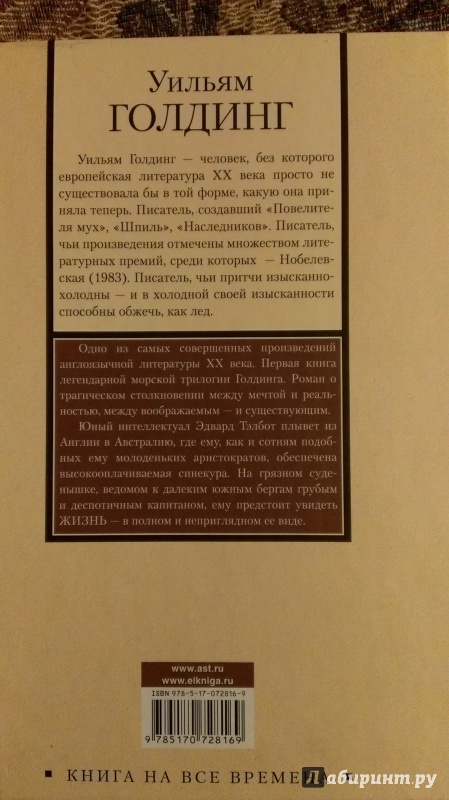 Уильям
ГОЛДИНГ
Уильям Голдинг — человек, без которого
европейская литература XX века просто не
существовала бы в той форме, какую она при-
няла теперь. Писатель, создавший «Повелите-
ля мух», «Шпиль», «Наследников». Писатель,
чьи произведения отмечены множеством лите-
ратурных премий, среди которых — Нобелев-
ская (1983). Писатель, чьи притчи изысканно-
холодны — и в холодной своей изысканности
способны обжечь, как лед.
Одно из самых совершенных произведений
англоязычной литературы XX века. Первая книга
легендарной морской трилогии Голдинга. Роман о
трагическом столкновении между мечтой и реаль-
ностью, между воображаемым — и существующим.
Юный интеллектуал Эдвард Тэлбот плывет из
Англии в Австралию, где ему, как и сотням подоб-
ных ему молоденьких аристократов, обеспечена
высокооплачиваемая синекура. На грязном суде-
нышке, ведомом к далеким южным бергам грубым
и деспотичным капитаном, ему предстоит увидеть
ЖИЗНЬ — в полном и неприглядном ее виде.
www.ast.ru
www.elkniga.ru
ISBN 978-5-17-072816-9
9 785170 728169
КНИГА НА ВСЕ ВРЕМЕНА
Лабиринт.ру